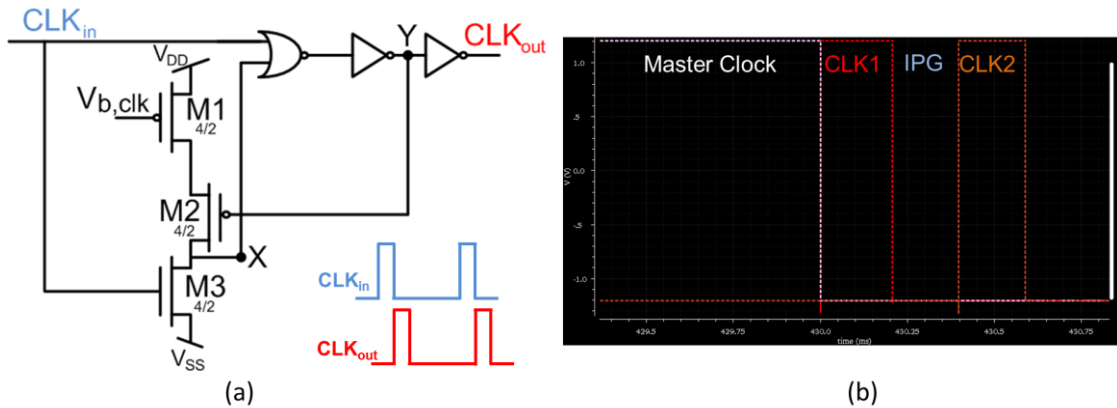 CLKin
VDD
Vb,clk
M1
4/2
M2
4/2
M3
4/2
VSS
X
Y
CLKout
CLKin
CLKout
(a)
Master Clock CLK1 IPG CLK2
V (V)
1.0
.5
0.0
-.5
-1.0
429.5 429.75 430.0 430.25 430.5 430.75
time (ms)
(b)